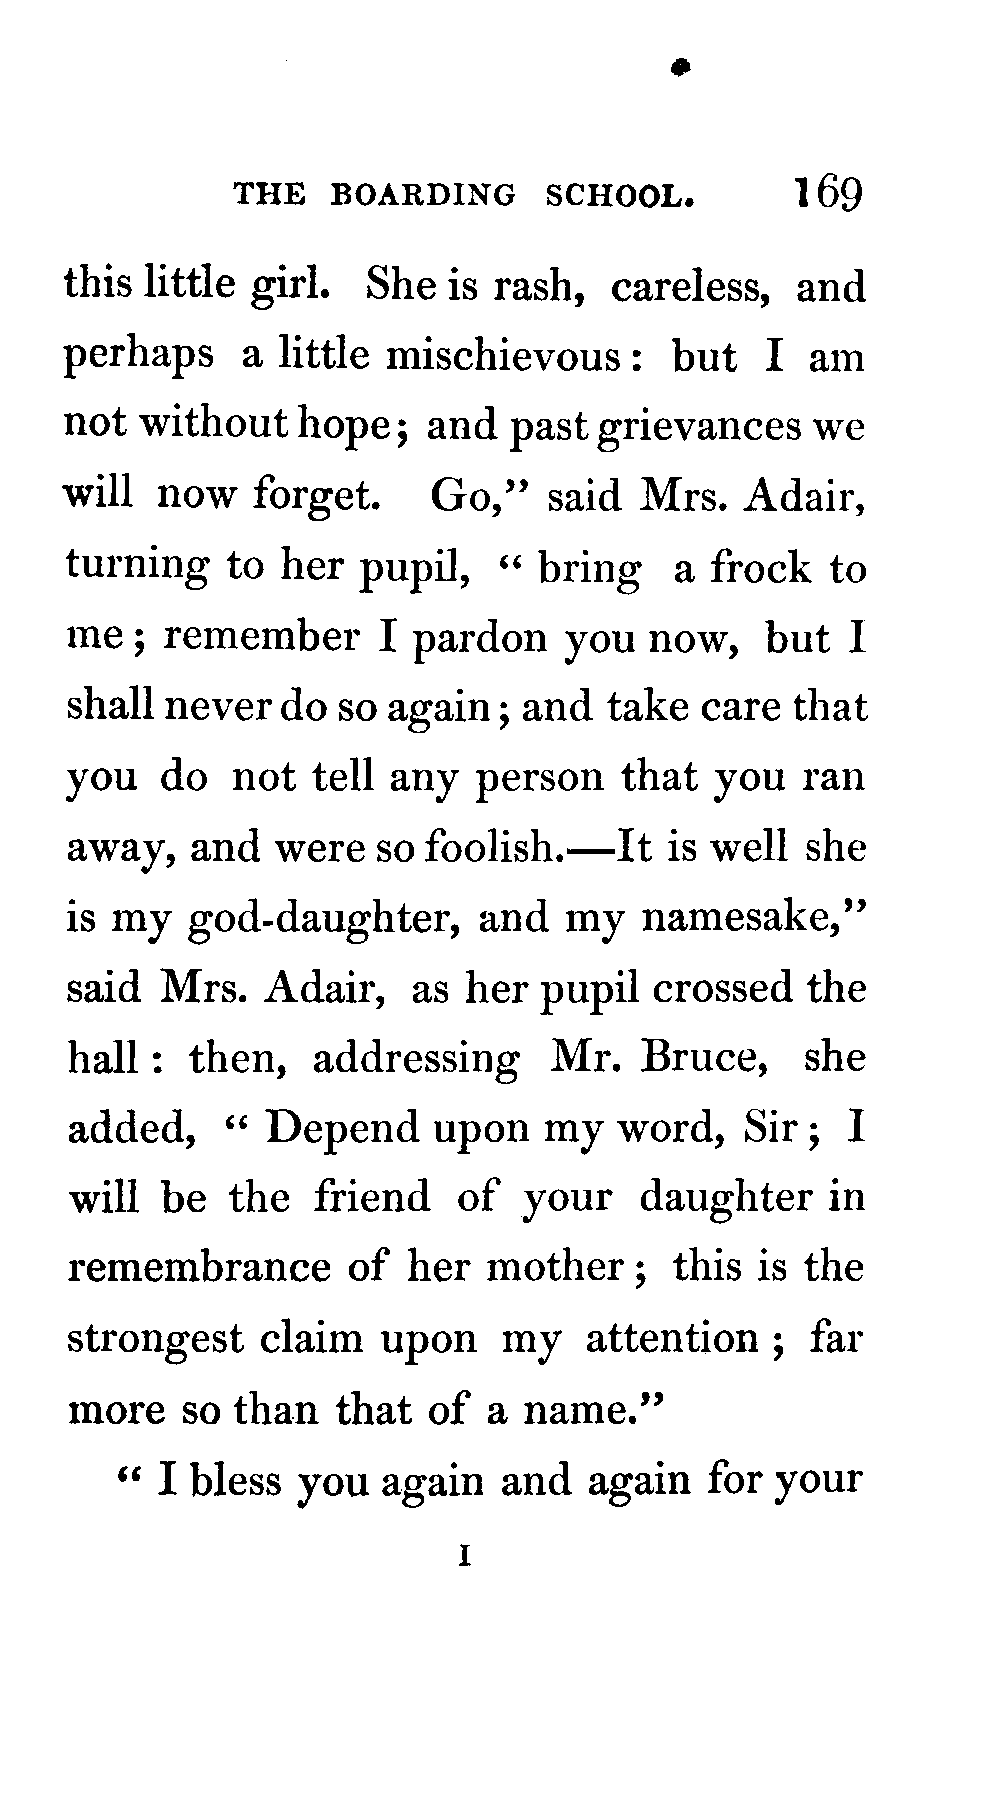 THE BOARDING SCHOOL. 169
this little girl. She is rash, careless, and
perhaps a little mischievous : but I am
not without hope; and past grievances we
will now forget. Go,” said Mrs. Adair,
turning to her pupil, “ bring a frock to
me ; remember I pardon you now, but I
shall never do so again ; and take care that
you do not tell any person that you ran
away, and were so foolish.—It is well she
is my god-daughter, and my namesake,”
said Mrs. Adair, as her pupil crossed the
hall : then, addressing Mr. Bruce, she
added, “ Depend upon my word, Sir ; I
will be the friend of your daughter in
remembrance of her mother ; this is the
strongest claim upon my attention ; far
more so than that of a name.”
“ I bless you again and again for your
I